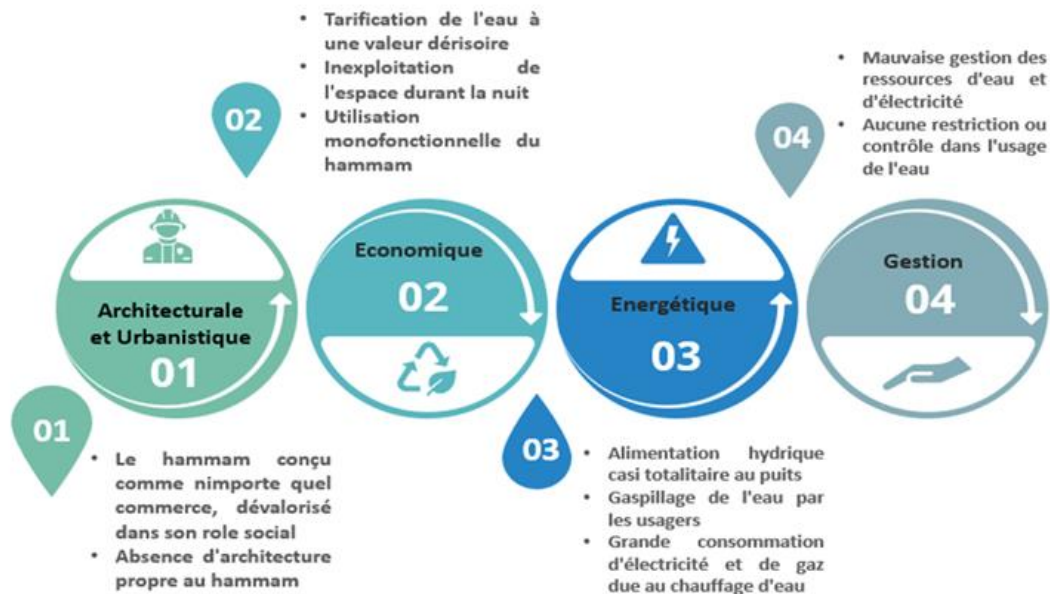 • Tarification de l'eau à
une valeur dérisoire
• Inexploitation de
l'espace durant la nuit
• Utilisation
monofonctionnelle du
hammam
02
• Mauvaise gestion des
ressources d'eau et
d'électricité
• Aucune restriction ou
contrôle dans l'usage
de l'eau
04
Architecturale
et Urbanistique
01
Economique
02
Energétique
03
Gestion
04
01
• Le hammam conçu
comme nimporte quel
commerce, dévalorisé
dans son role social
• Absence d'architecture
propre au hammam
03
• Alimentation hydrique
casi totalitaire au puits
• Gaspillage de l'eau par
les usagers
• Grande consommation
d'électricité et de gaz
due au chauffage d'eau